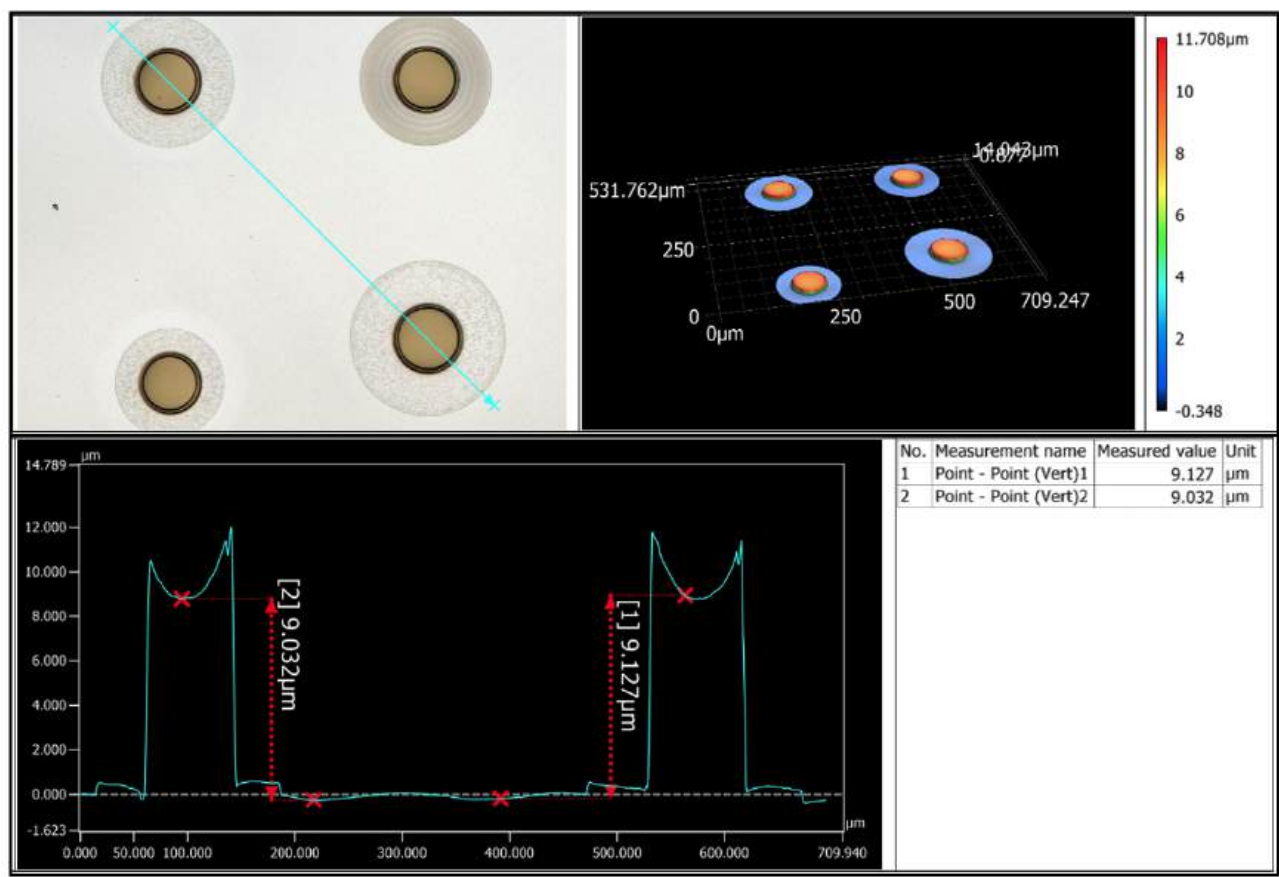 11.708µm
10
8
6
4
2
-0.348
14.043µm
0.877
531.762µm
250
0
0µm
250
500
709.247
µm
14.789
12.000
10.000
8.000
6.000
4.000
2.000
0.000
-1.623
[2] 9.032µm
[1] 9.127µm
µm
0.000 50.000 100.000 200.000 300.000 400.000 500.000 600.000 709.940
No. Measurement name Measured value Unit
1 Point - Point (Vert)1 9.127 µm
2 Point - Point (Vert)2 9.032 µm